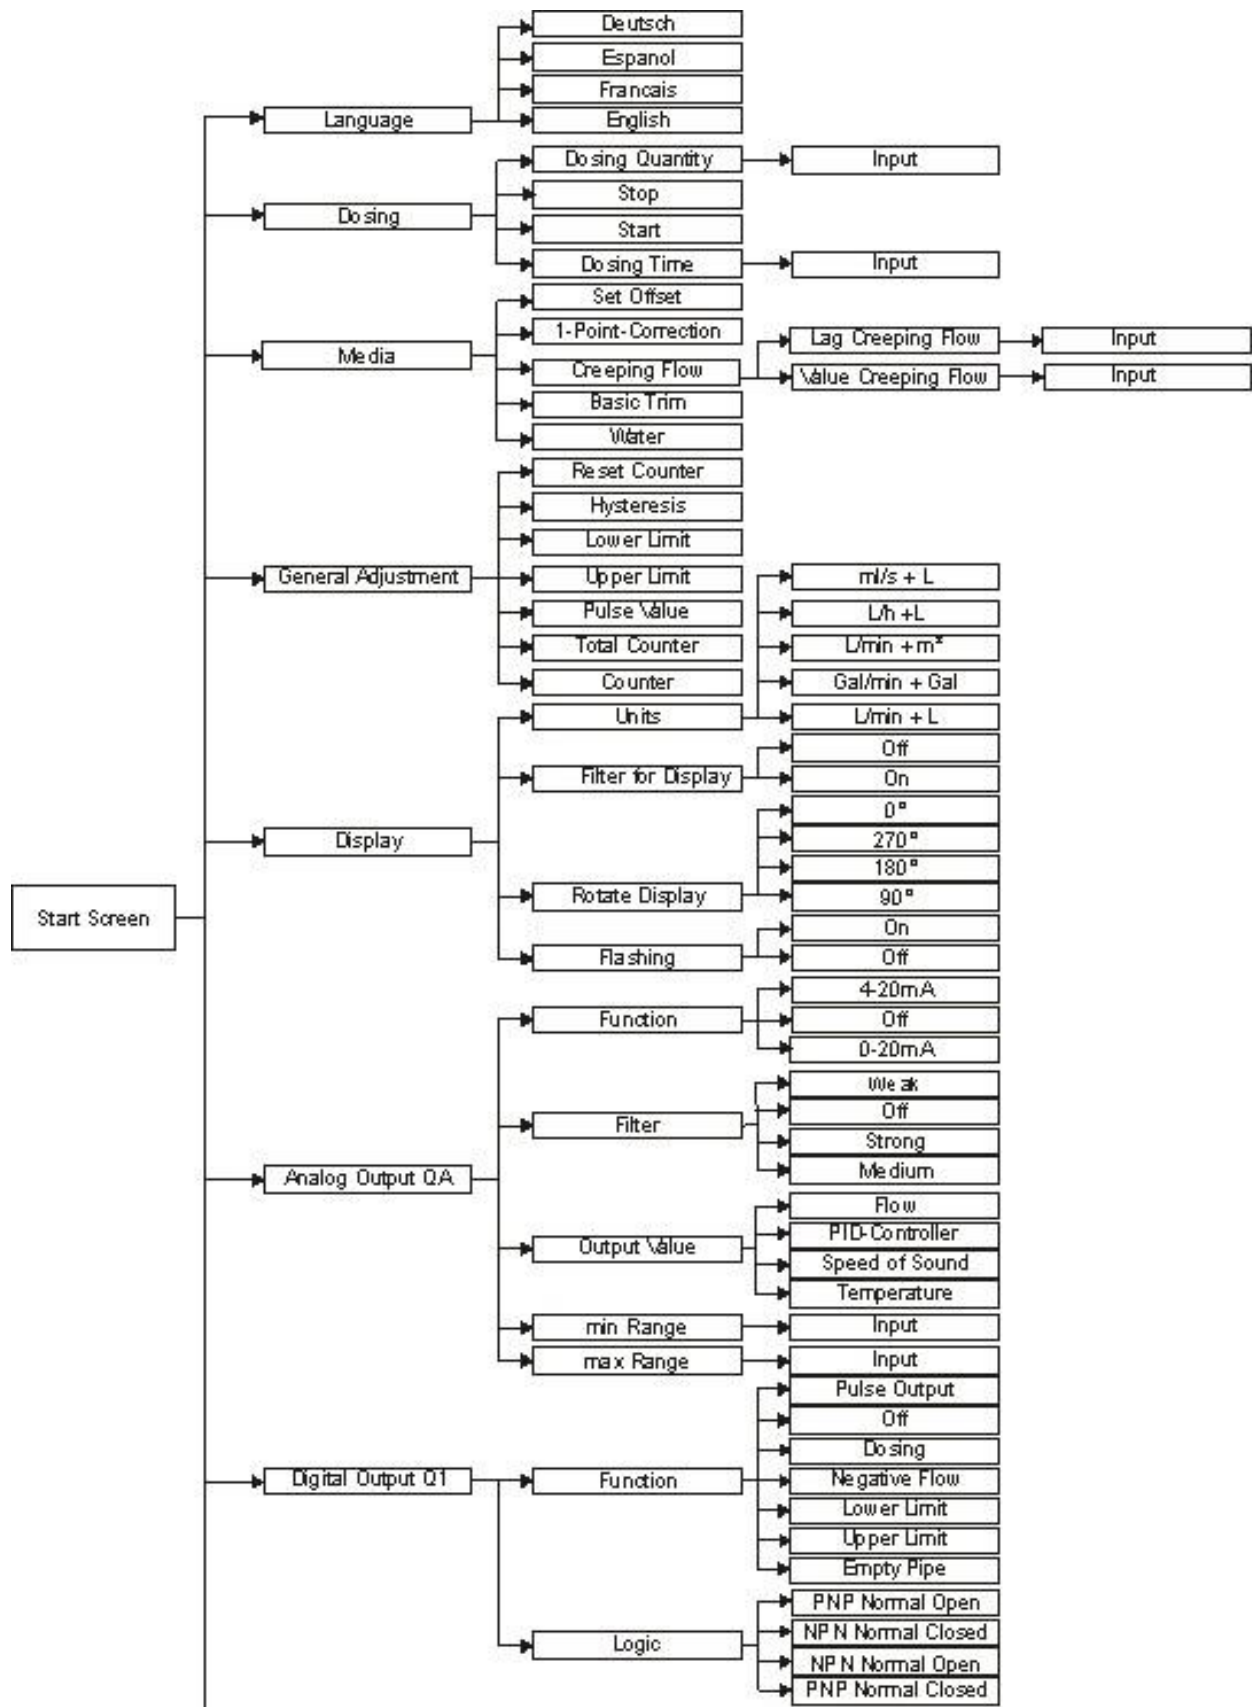 Deutsch
Espanol
Francais
Language
English
Dosing Quantity
Input
Stop
Dosing
Start
Dosing Time
Input
Set Offset
1-Point-Correction
Lag Creeping Flow
Input
Media
Creeping Flow
Value Creeping Flow
Input
Basic Trim
Water
Reset Counter
Hysteresis
Lower Limit
General Adjustment
Upper Limit
ml/s + L
Pulse Value
L/h +L
Total Counter
L/min + m³
Counter
Gal/min + Gal
Units
L/min + L
Off
Filter for Display
On
0°
Display
270°
180°
Rotate Display
90°
Start Screen
On
Flashing
Off
4-20mA
Function
Off
0-20mA
Weak
Off
Filter
Strong
Medium
Analog Output QA
Flow
PID-Controller
Output Value
Speed of Sound
Temperature
min Range
Input
max Range
Input
Pulse Output
Off
Dosing
Digital Output Q1
Function
Negative Flow
Lower Limit
Upper Limit
Empty Pipe
PNP Normal Open
NPN Normal Closed
Logic
NPN Normal Open
PNP Normal Closed